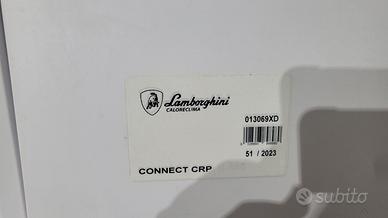 Lamborghini
CALORECLIMA
013069XD
51 / 2023
CONNECT CRP
subito